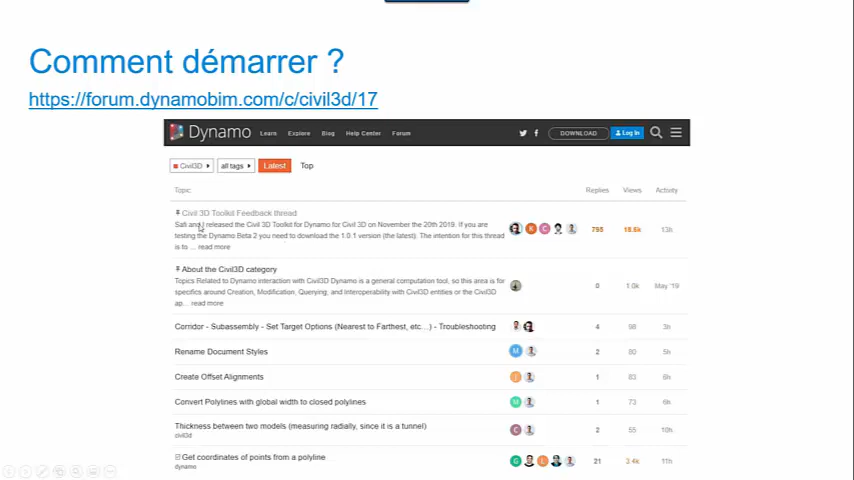 Comment démarrer ?
https://forum.dynamobim.com/c/civil3d/17
Dynamo Learn Explore Blog Help Center Forum DOWNLOAD Log In
Civil3D all tags Latest Top
Topic Replies Views Activity
Civil 3D Toolkit Feedback thread
Safi and I released the Civil 3D Toolkit for Dynamo for Civil 3D on November the 20th 2019. If you are
testing the Dynamo Beta 2 you need to download the 1.0.1 version (the latest). The intention for this thread
is to ... read more
755 18.6k 13h
About the Civil3D category
Topics Related to Dynamo interaction with Civil3D Dynamo is a general computation tool, so this area is for
specifics around Creation, Modification, Querying, and Interoperability with Civil3D entities or the Civil3D
ap... read more
0 1.0k May '19
Corridor - Subassembly - Set Target Options (Nearest to Farthest, etc...) - Troubleshooting 4 98 3h
Rename Document Styles M 2 80 5h
Create Offset Alignments 1 83 6h
Convert Polylines with global width to closed polylines M 1 73 6h
Thickness between two models (measuring radially, since it is a tunnel) C 2 55 10h
civil3d
Get coordinates of points from a polyline G L 21 3.4k 11h
dynamo